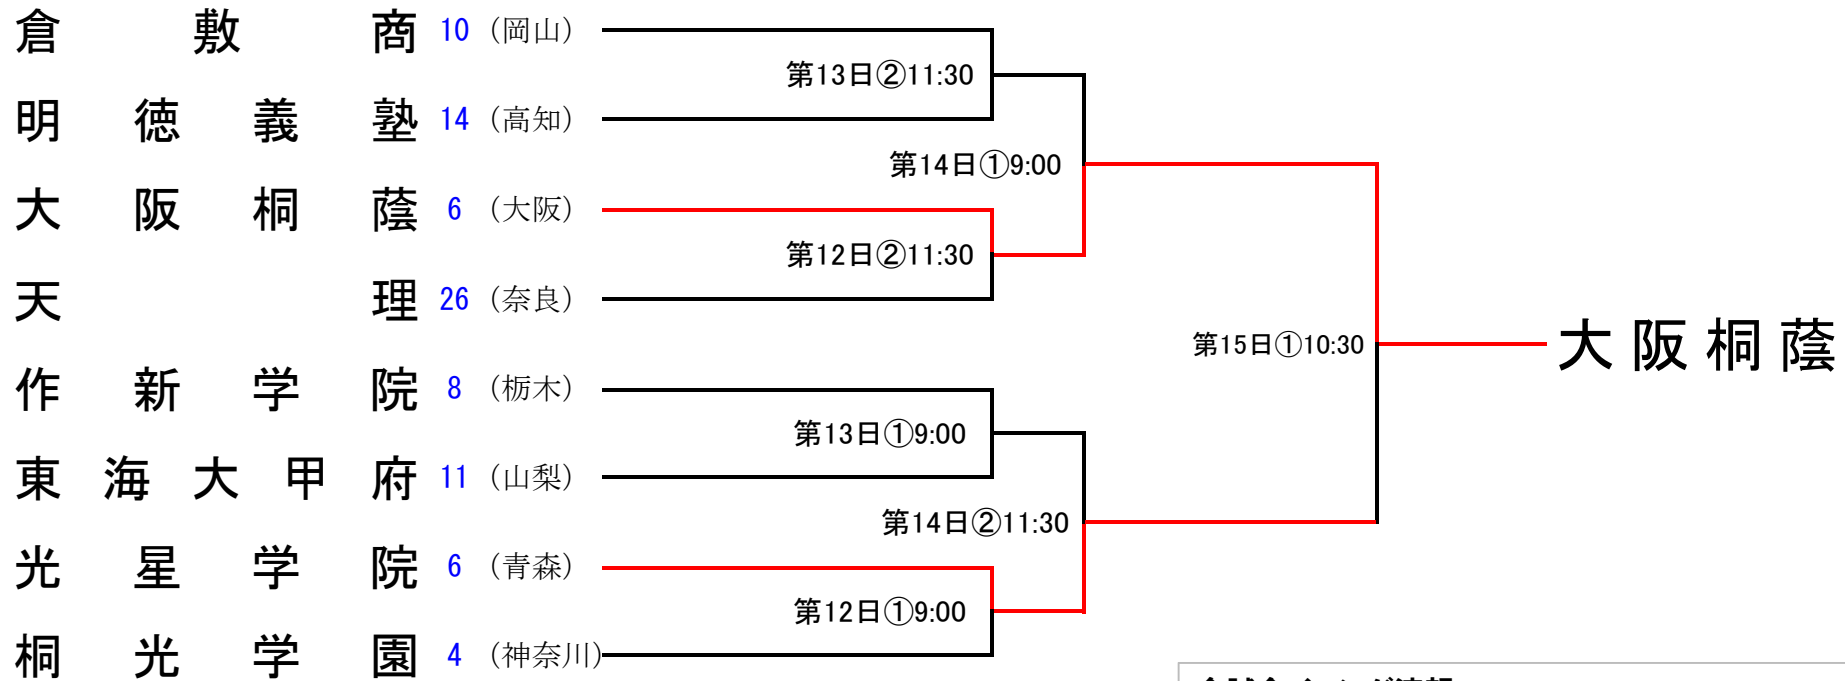 倉敷商 10 (岡山)
第13日②11:30
明徳義塾 14 (高知)
第14日①9:00
大阪桐蔭 6 (大阪)
第12日②11:30
天理 26 (奈良)
第15日①10:30
大阪桐蔭
作新学院 8 (栃木)
第13日①9:00
東海大甲府 11 (山梨)
第14日②11:30
光星学院 6 (青森)
第12日①9:00
桐光学園 4 (神奈川)